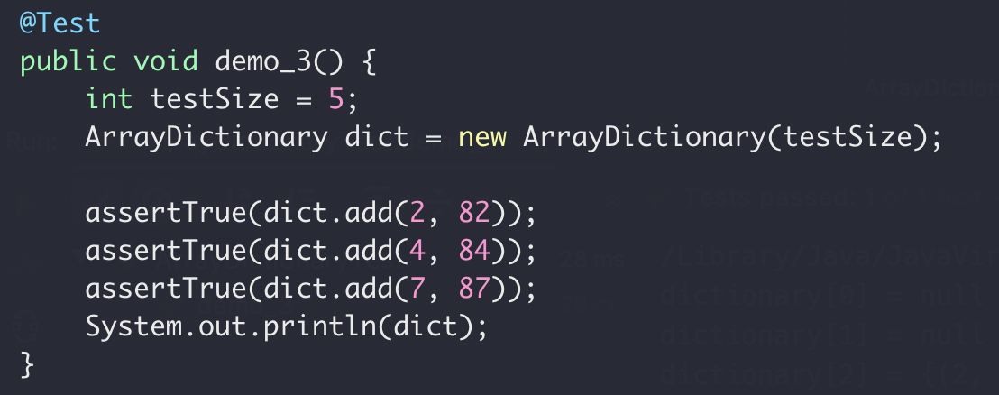 @Test
public void demo_3() {
    int testSize = 5;
    ArrayDictionary dict = new ArrayDictionary(testSize);

    assertTrue(dict.add(2, 82));
    assertTrue(dict.add(4, 84));
    assertTrue(dict.add(7, 87));
    System.out.println(dict);
}